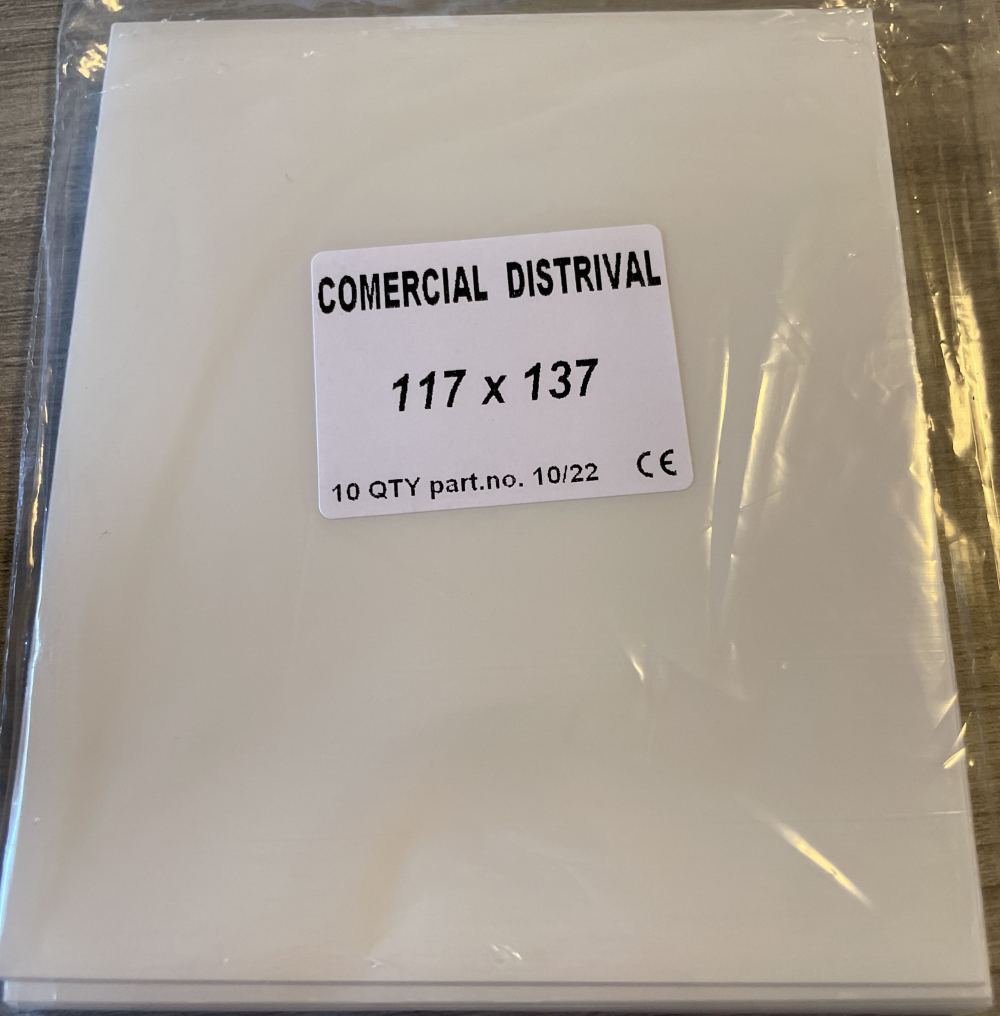 COMERCIAL DISTRIVAL
117 x 137
10 QTY part.no. 10/22 CE